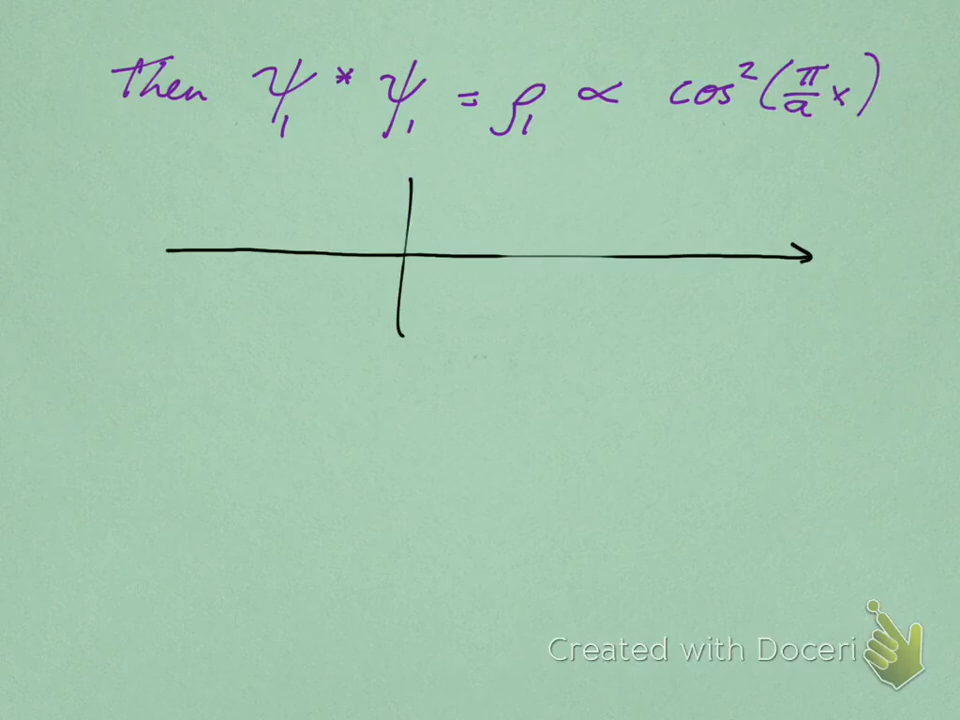 then ψ₁* ψ₁ = ρ₁ ∝ cos²(π/a x)
Created with Doceri